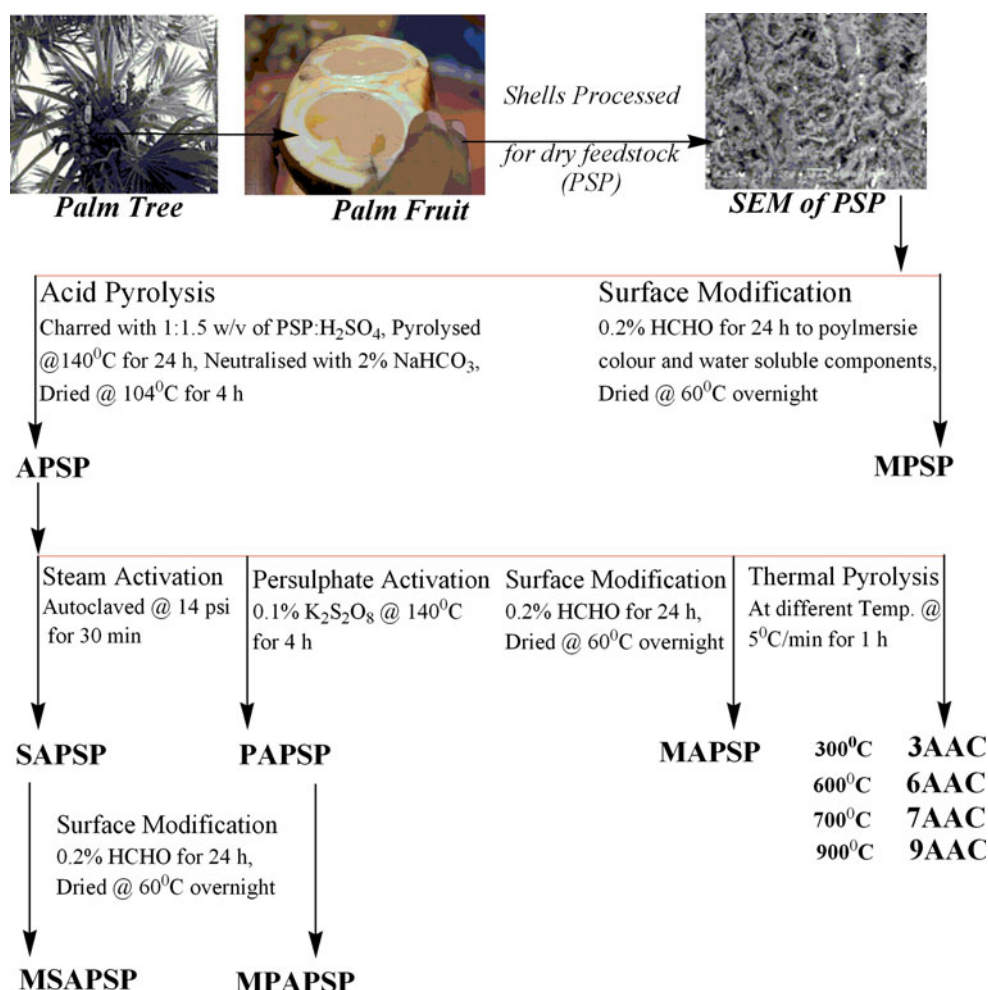 Shells Processed
for dry feedstock
(PSP)
Palm Tree
Palm Fruit
SEM of PSP
Acid Pyrolysis
Charred with 1:1.5 w/v of PSP:H₂SO₄, Pyrolysed
@140⁰C for 24 h, Neutralised with 2% NaHCO₃,
Dried @ 104⁰C for 4 h
Surface Modification
0.2% HCHO for 24 h to poylmersie
colour and water soluble components,
Dried @ 60⁰C overnight
APSP
MPSP
Steam Activation
Autoclaved @ 14 psi
for 30 min
Persulphate Activation
0.1% K₂S₂O₈ @ 140⁰C
for 4 h
Surface Modification
0.2% HCHO for 24 h,
Dried @ 60⁰C overnight
Thermal Pyrolysis
At different Temp. @
5⁰C/min for 1 h
SAPSP
PAPSP
MAPSP
300⁰C 3AAC
600⁰C 6AAC
700⁰C 7AAC
900⁰C 9AAC
Surface Modification
0.2% HCHO for 24 h,
Dried @ 60⁰C overnight
MSAPSP
MPAPSP